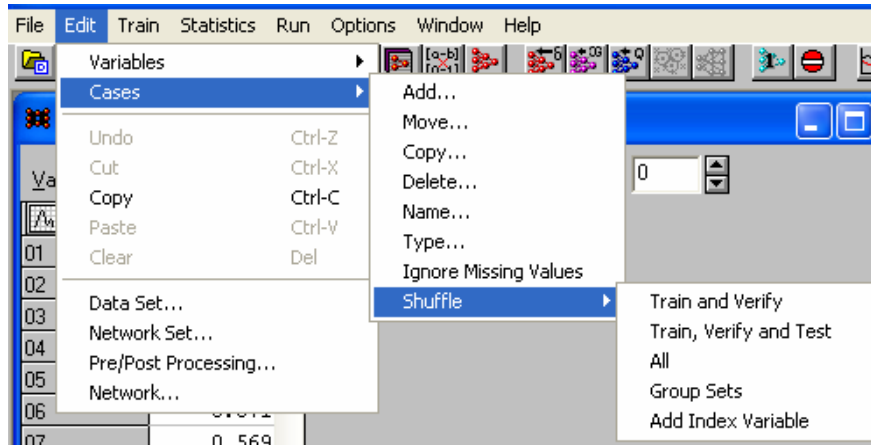 File Edit Train Statistics Run Options Window Help
Variables
Cases
Undo Ctrl-Z
Cut Ctrl-X
Copy Ctrl-C
Paste Ctrl-V
Clear Del
Data Set...
Network Set...
Pre/Post Processing...
Network...
Add...
Move...
Copy...
Delete...
Name...
Type...
Ignore Missing Values
Shuffle
Train and Verify
Train, Verify and Test
All
Group Sets
Add Index Variable
0
01
02
03
04
05
06
07 0.569